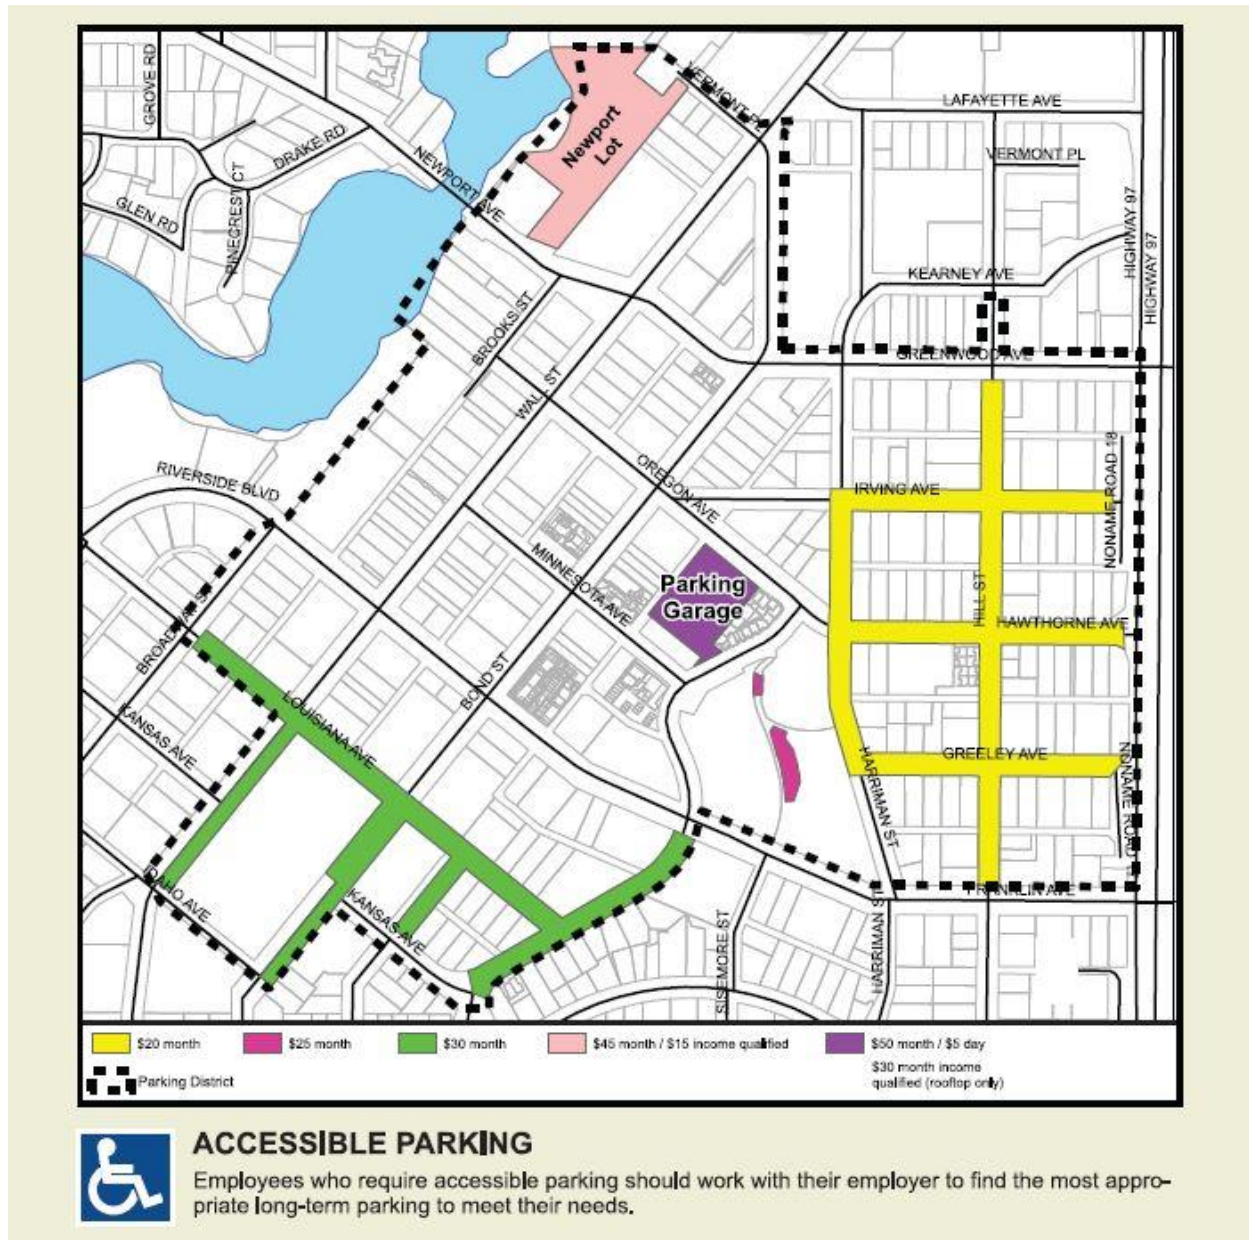 GROVE RD
DRAKE RD
PINECREST CT
GLEN RD
NEWPORT AVE
Newport
Lot
VERMONT PL
LAFAYETTE AVE
VERMONT PL
HIGHWAY 97
HIGHWAY 97
KEARNEY AVE
GREENWOOD AVE
BROOKS ST
WALL ST
OREGON AVE
IRVING AVE
NONAME ROAD 18
RIVERSIDE BLVD
MINNESOTA AVE
Parking
Garage
HILL ST
HAWTHORNE AVE
BROADWAY ST
BOND ST
LOUISIANA AVE
KANSAS AVE
GREELEY AVE
HARRIMAN ST
NONAME ROAD
IDAHO AVE
KANSAS AVE
FRANKLIN AVE
SISEMORE ST
HARRIMAN ST
$20 month
$25 month
$30 month
$45 month / $15 income qualified
$50 month / $5 day
$30 month income
qualified (rooftop only)
Parking District
ACCESSIBLE PARKING
Employees who require accessible parking should work with their employer to find the most appro-
priate long-term parking to meet their needs.